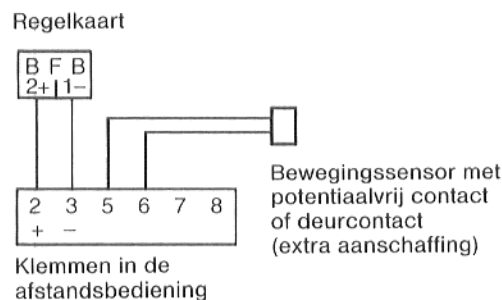 Regelkaart
B F B
2+ 1−
Bewegingssensor met
potentiaalvrij contact
of deurcontact
(extra aanschaffing)
2 3 5 6 7 8
+ −
Klemmen in de
afstandsbediening